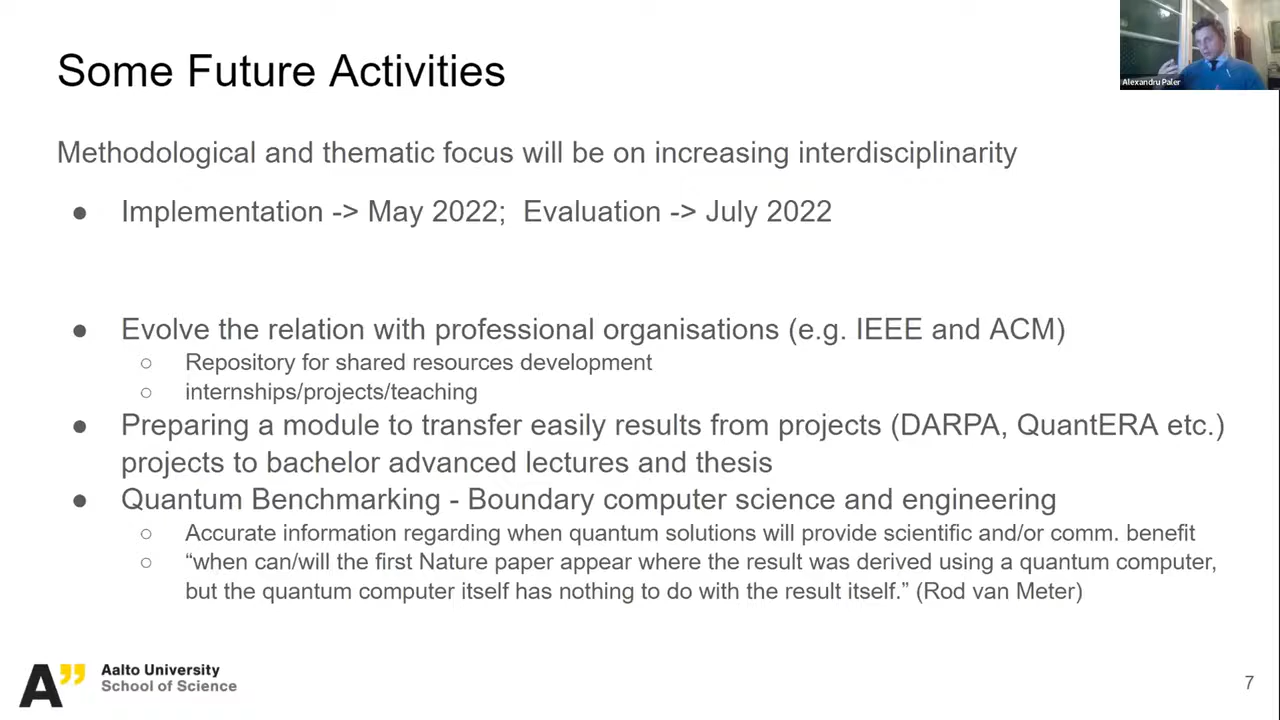 Alexandru Paler
Some Future Activities
Methodological and thematic focus will be on increasing interdisciplinarity
● Implementation -> May 2022; Evaluation -> July 2022
● Evolve the relation with professional organisations (e.g. IEEE and ACM)
○ Repository for shared resources development
○ internships/projects/teaching
● Preparing a module to transfer easily results from projects (DARPA, QuantERA etc.)
projects to bachelor advanced lectures and thesis
● Quantum Benchmarking - Boundary computer science and engineering
○ Accurate information regarding when quantum solutions will provide scientific and/or comm. benefit
○ “when can/will the first Nature paper appear where the result was derived using a quantum computer,
but the quantum computer itself has nothing to do with the result itself.” (Rod van Meter)
A”
Aalto University
School of Science
7